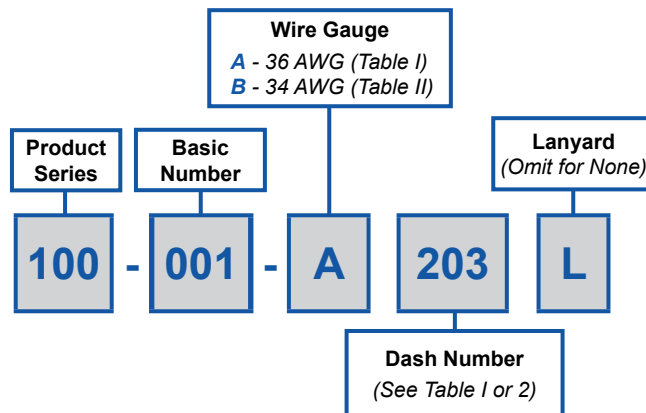 Wire Gauge
A - 36 AWG (Table I)
B - 34 AWG (Table II)
Product
Series
Basic
Number
Lanyard
(Omit for None)
100 - 001 - A 203 L
Dash Number
(See Table I or 2)